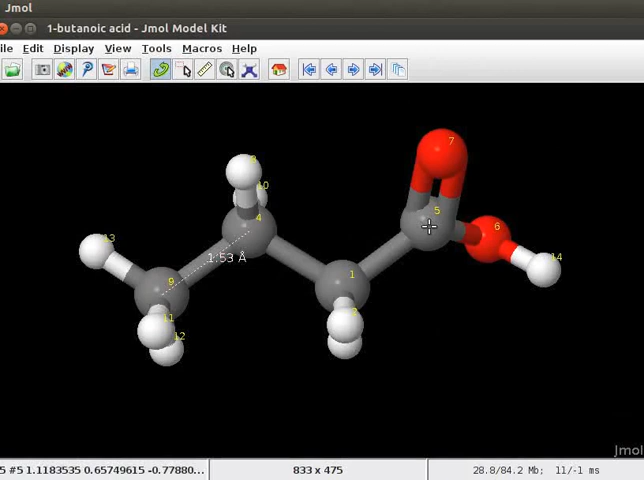 Jmol
1-butanoic acid - Jmol Model Kit
ile Edit Display View Tools Macros Help
7
8
10
5
4
6
13
14
1.53 Å
9
1
11
2
12
Jmol
5 #5 1.1183535 0.65749615 -0.77880... 833 x 475 28.8/84.2 Mb; 11/-1 ms